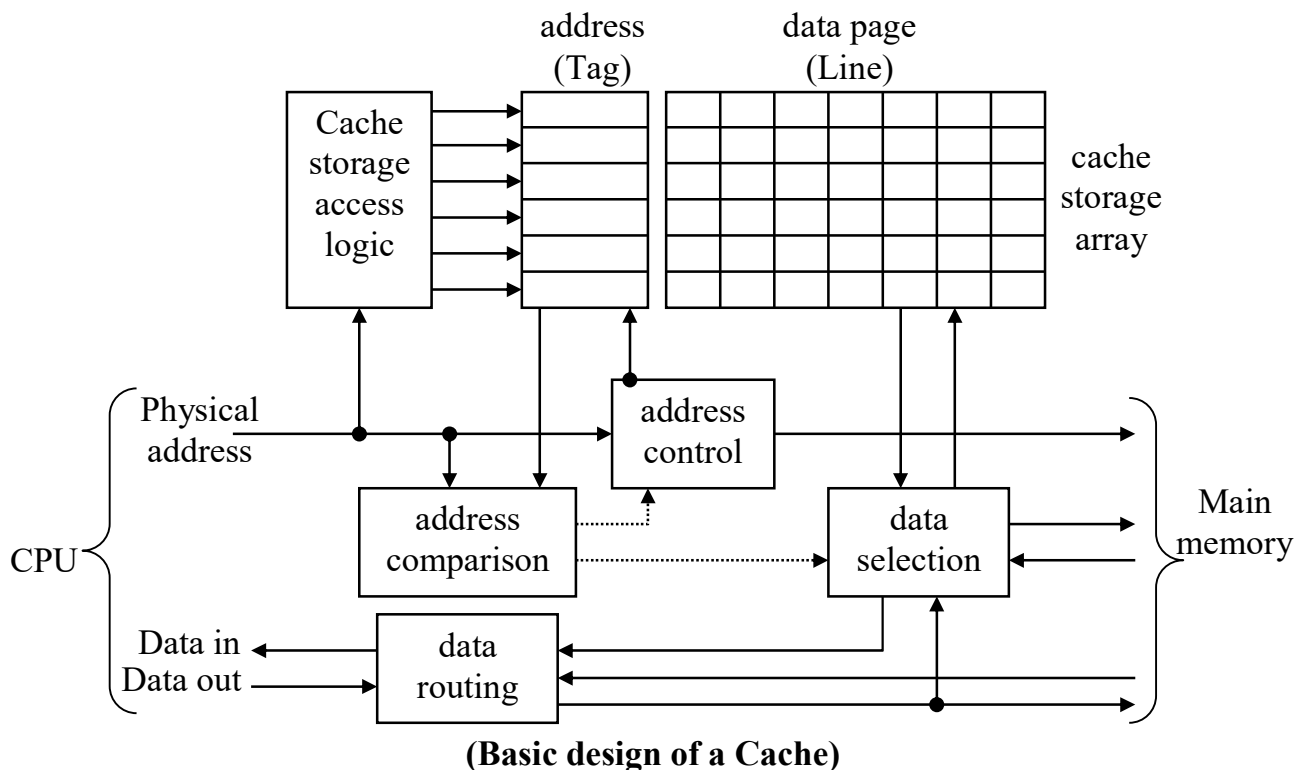 address
(Tag)
data page
(Line)
Cache
storage
access
logic
cache
storage
array
Physical
address
address
control
address
comparison
data
selection
CPU
Main
memory
Data in
Data out
data
routing
(Basic design of a Cache)